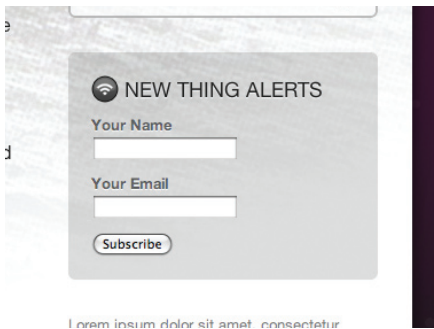 e
NEW THING ALERTS
Your Name
d
Your Email
Subscribe
Lorem ipsum dolor sit amet, consectetur